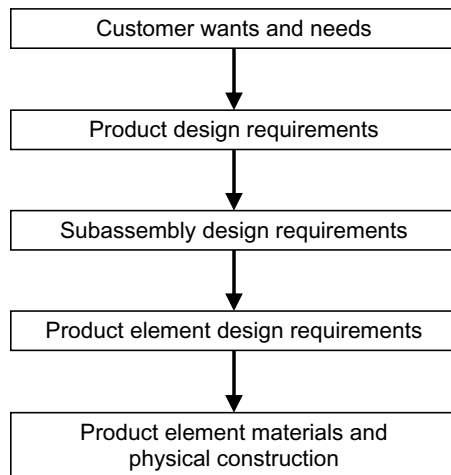 Customer wants and needs
Product design requirements
Subassembly design requirements
Product element design requirements
Product element materials and
physical construction